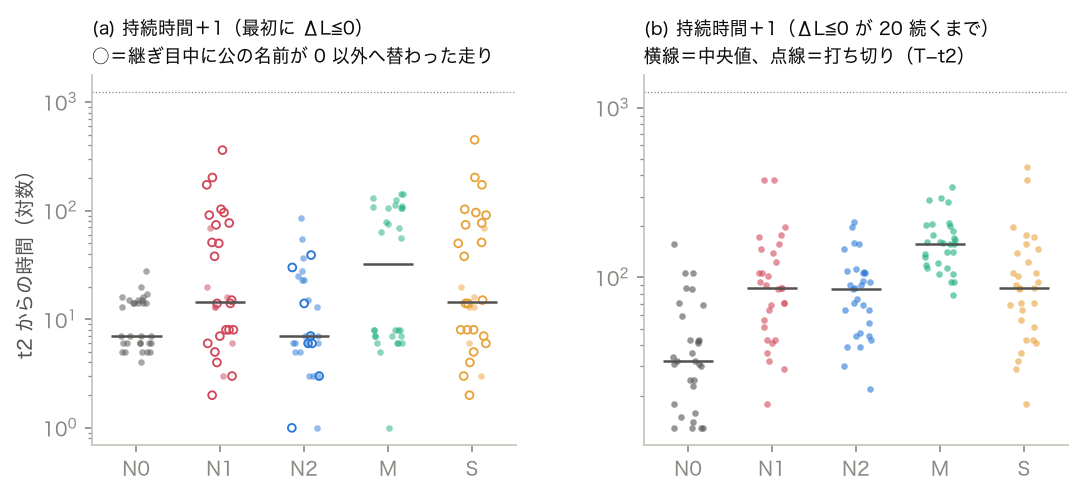 (a) 持続時間＋1（最初に ΔL≦0）
○＝継ぎ目中に公の名前が 0 以外へ替わった走り
(b) 持続時間＋1（ΔL≦0 が 20 続くまで）
横線＝中央値、点線＝打ち切り（T−t2）
t2 からの時間（対数）
10³
10²
10¹
10⁰
N0 N1 N2 M S
10³
10²
N0 N1 N2 M S